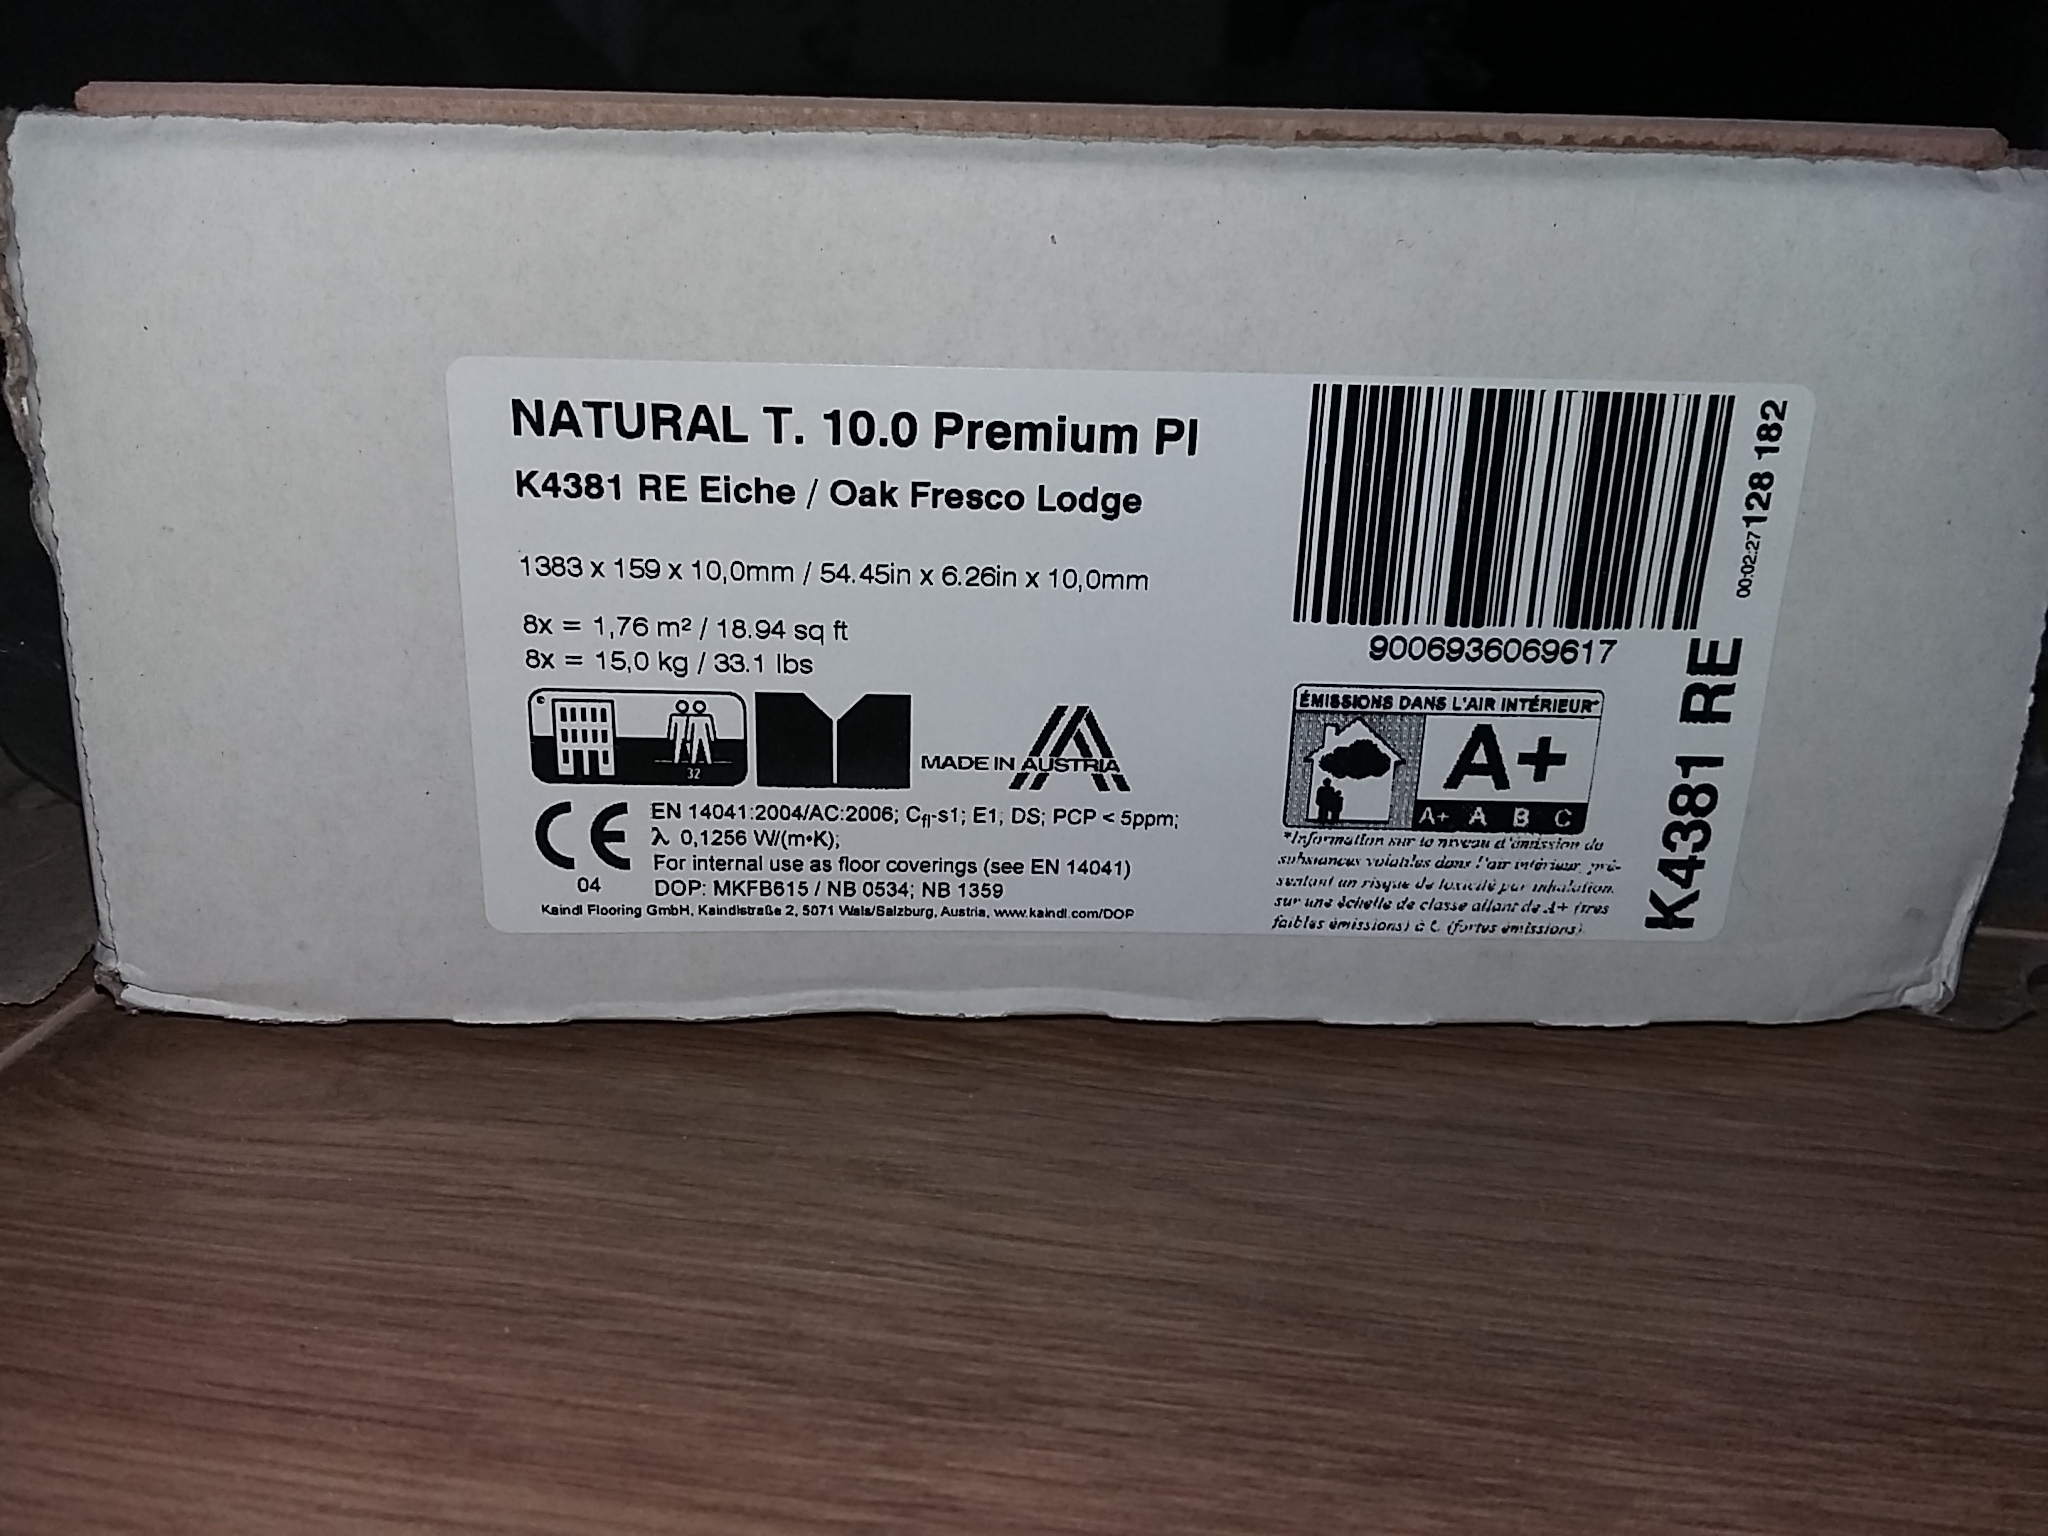 NATURAL T. 10.0 Premium Pl
K4381 RE Eiche / Oak Fresco Lodge
1383 x 159 x 10,0mm / 54.45in x 6.26in x 10,0mm
8x = 1,76 m² / 18.94 sq ft
8x = 15,0 kg / 33.1 lbs
32
MADE IN AUSTRIA
CE
04
EN 14041:2004/AC:2006; Cfl-s1; E1, DS; PCP < 5ppm;
λ 0,1256 W/(m•K);
For internal use as floor coverings (see EN 14041)
DOP: MKFB615 / NB 0534; NB 1359
Kaindl Flooring GmbH, Kaindlstraße 2, 5071 Wals/Salzburg, Austria, www.kaindl.com/DOP
9006936069617
00:02:27 128 182
K4381 RE
ÉMISSIONS DANS L'AIR INTÉRIEUR*
A+
A+ A B C
*Information sur le niveau d'émission de
substances volatiles dans l'air intérieur, pré-
sentant un risque de toxicité par inhalation,
sur une échelle de classe allant de A+ (très
faibles émissions) à C (fortes émissions).